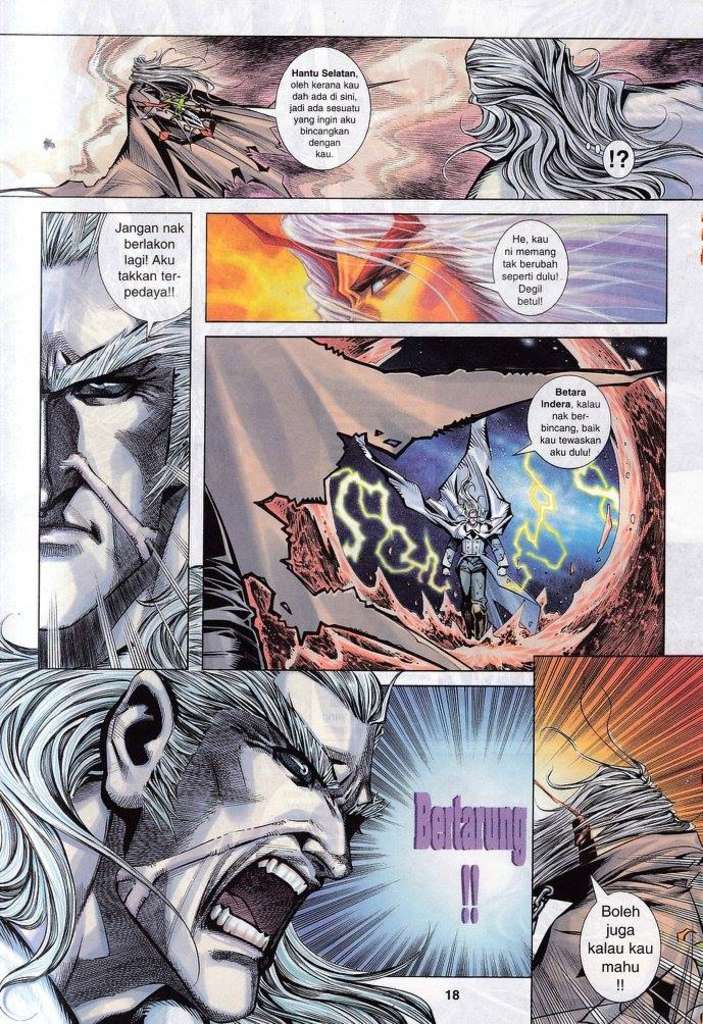 Hantu Selatan,
oleh kerana kau
dah ada di sini,
jadi ada sesuatu
yang ingin aku
bincangkan
dengan
kau.
!?
Jangan nak
berlakon
lagi! Aku
takkan ter-
pedaya!!
He, kau
ni memang
tak berubah
seperti dulu!
Degil
betul!
Betara
Indera, kalau
nak ber-
bincang, baik
kau tewaskan
aku dulu!
Bertarung
!!
Boleh
juga
kalau kau
mahu
!!
18